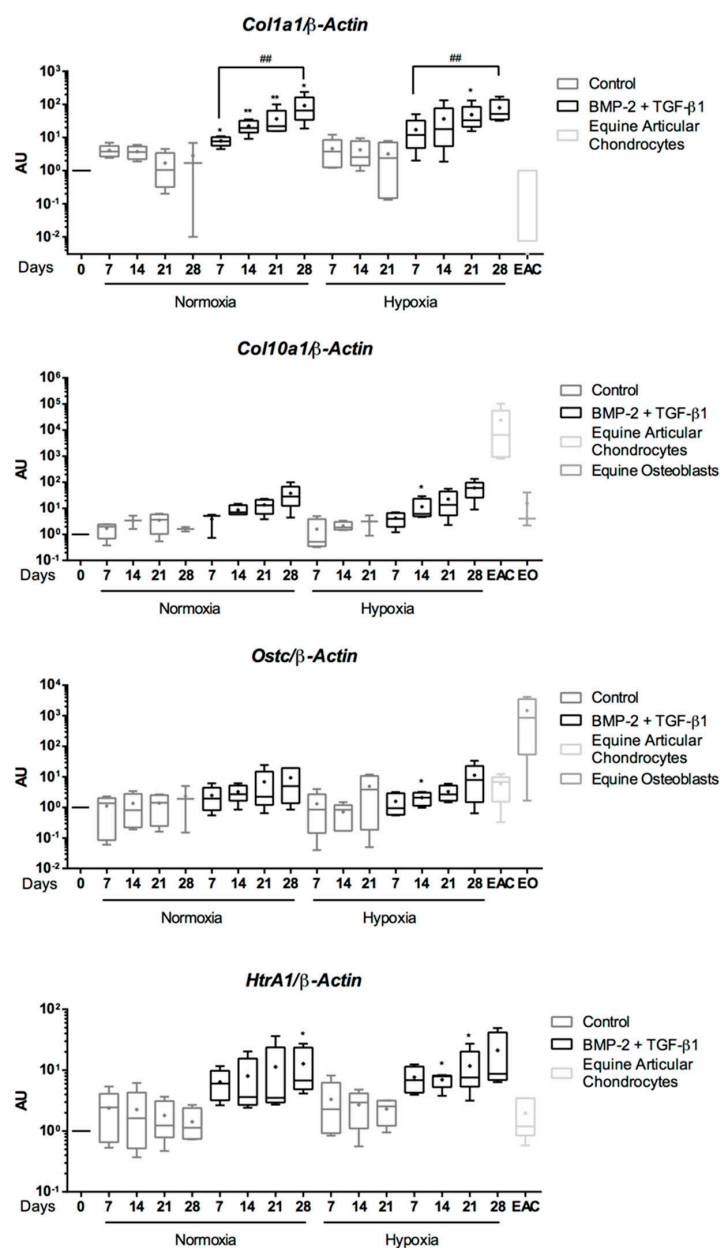 Col1a1/β-Actin
##
##
* ** ** * *
AU
10³
10²
10¹
10⁰
10⁻¹
10⁻²
Control
BMP-2 + TGF-β1
Equine Articular
Chondrocytes
Days 0 7 14 21 28 7 14 21 28 7 14 21 7 14 21 28 EAC
Normoxia Hypoxia
Col10a1/β-Actin
*
AU
10⁶
10⁵
10⁴
10³
10²
10¹
10⁰
10⁻¹
Control
BMP-2 + TGF-β1
Equine Articular
Chondrocytes
Equine Osteoblasts
Days 0 7 14 21 28 7 14 21 28 7 14 21 7 14 21 28 EAC EO
Normoxia Hypoxia
Ostc/β-Actin
*
AU
10⁴
10³
10²
10¹
10⁰
10⁻¹
10⁻²
Control
BMP-2 + TGF-β1
Equine Articular
Chondrocytes
Equine Osteoblasts
Days 0 7 14 21 28 7 14 21 28 7 14 21 7 14 21 28 EAC EO
Normoxia Hypoxia
HtrA1/β-Actin
* * *
AU
10²
10¹
10⁰
10⁻¹
Control
BMP-2 + TGF-β1
Equine Articular
Chondrocytes
Days 0 7 14 21 28 7 14 21 28 7 14 21 7 14 21 28 EAC
Normoxia Hypoxia